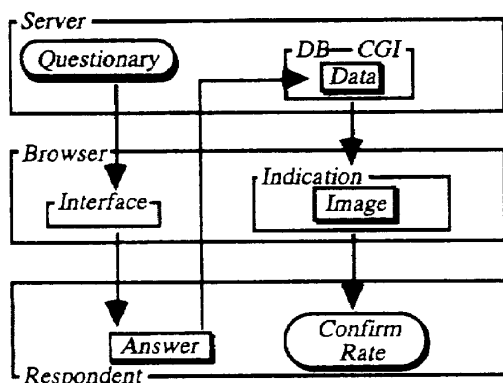 Server
Questionary
DB CGI
Data
Browser
Interface
Indication
Image
Answer
Confirm
Rate
Respondent